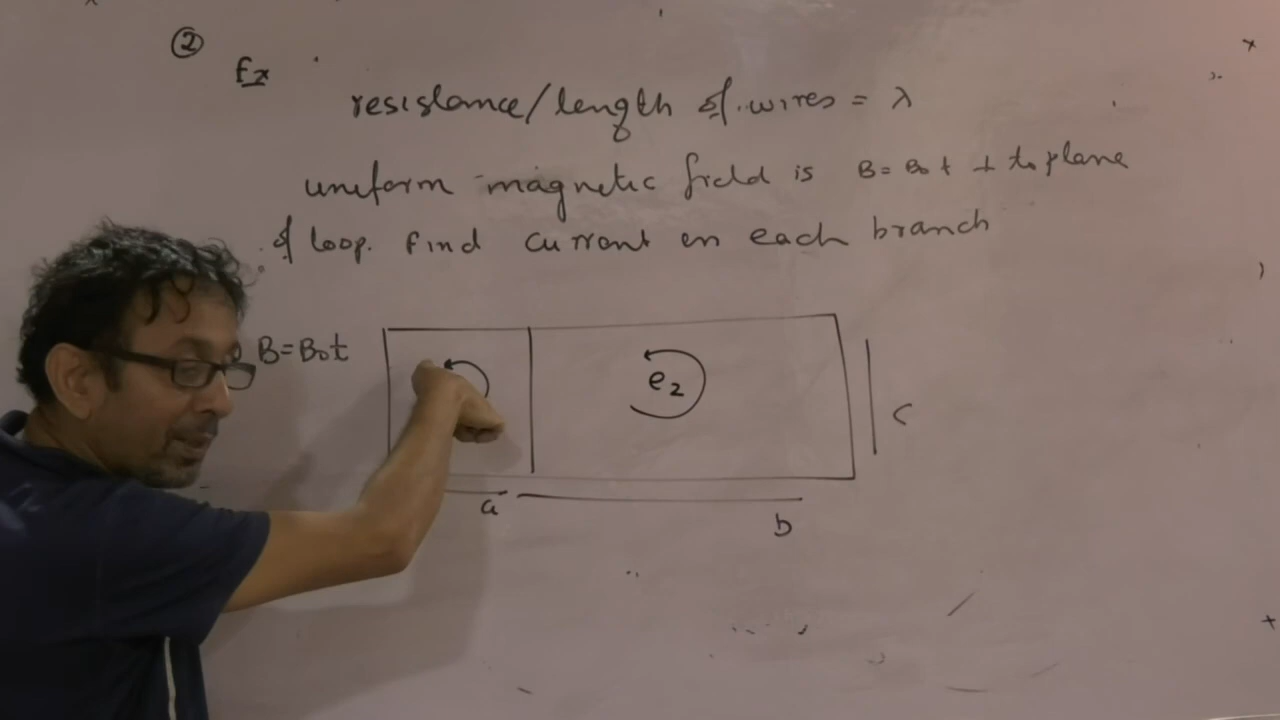 ②
Ex
resistance/length of wires = λ
uniform magnetic field is B = B₀t ⊥ to plane
of loop. Find current in each branch
B=B₀t
e₂
c
a
b